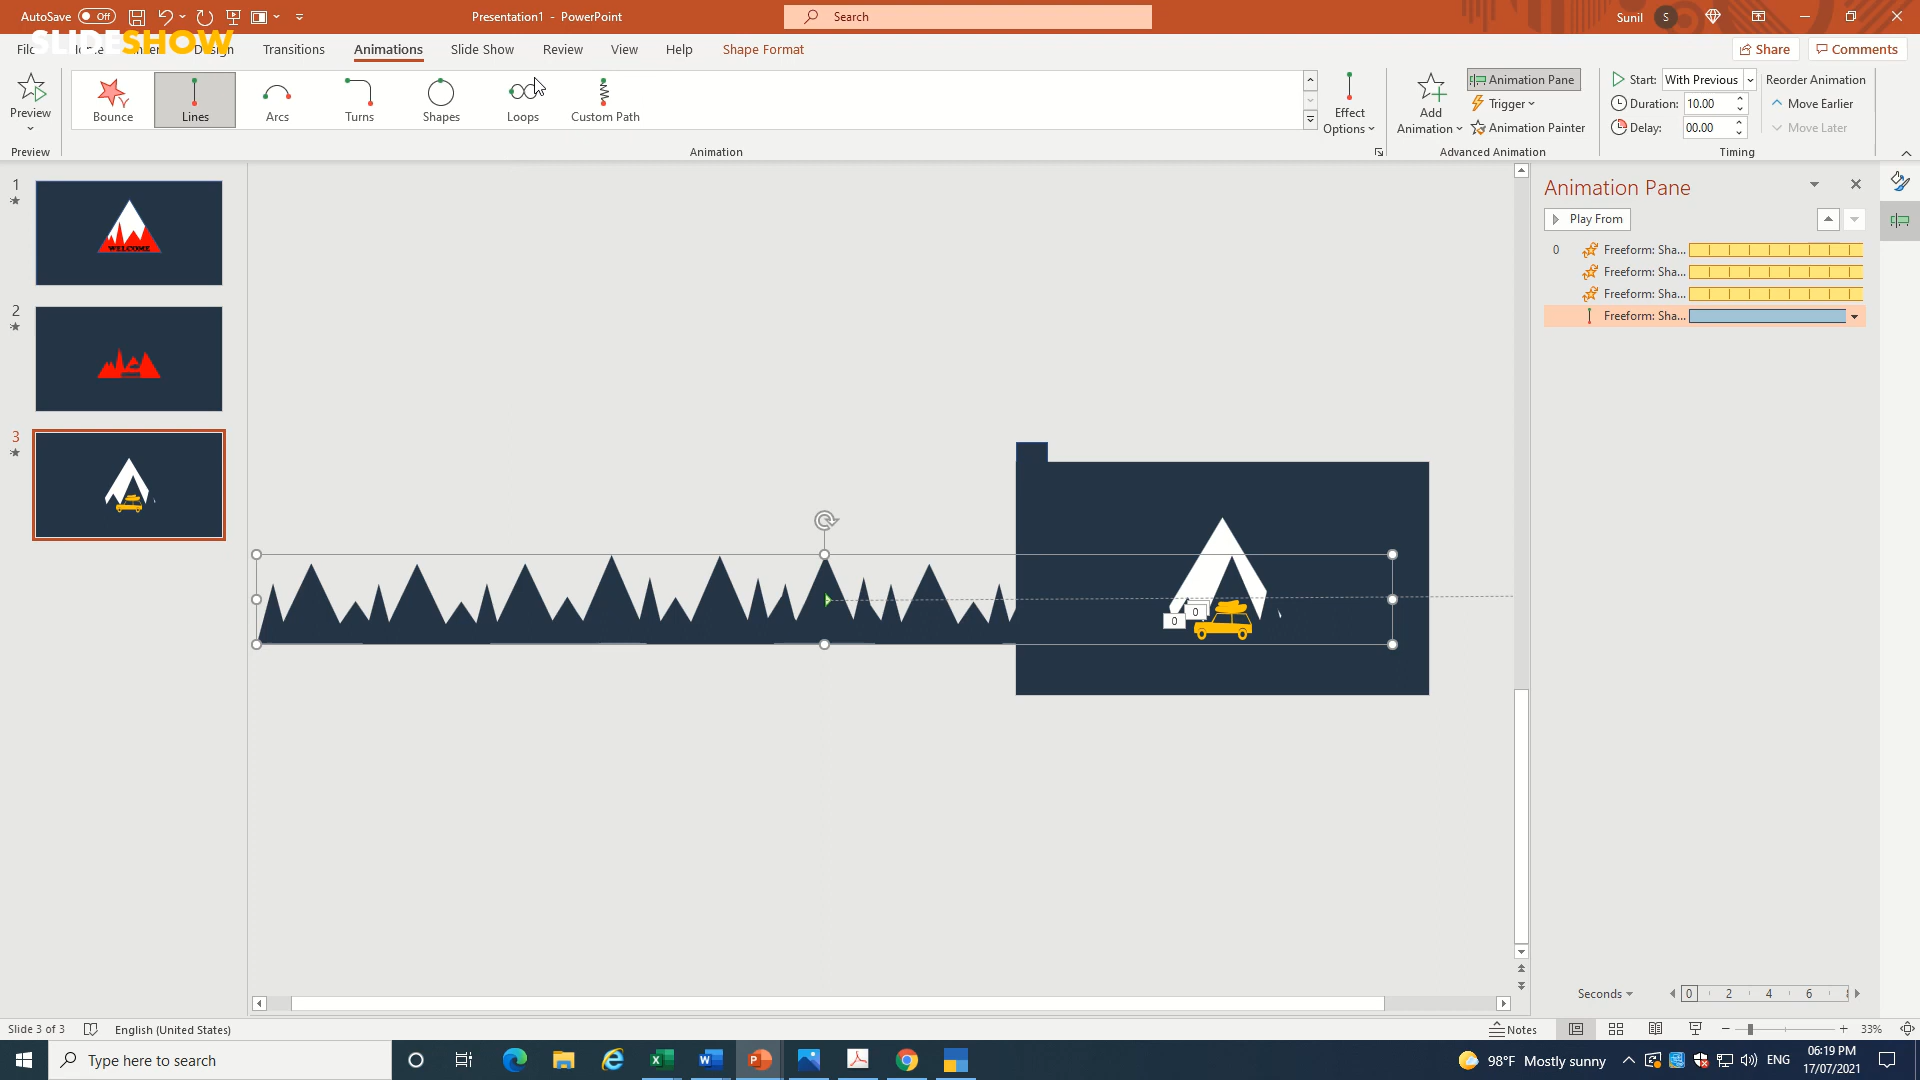 AutoSave Off
Presentation1 - PowerPoint
Search
Sunil S
SLIDESHOW
Transitions Animations Slide Show Review View Help Shape Format
Share Comments
Preview
Preview
Bounce Lines Arcs Turns Shapes Loops Custom Path
Animation
Effect
Options
Add
Animation
Animation Pane
Trigger
Animation Painter
Advanced Animation
Start: With Previous
Duration: 10.00
Delay: 00.00
Timing
Reorder Animation
Move Earlier
Move Later
1
WELCOME
2
3
0
0
Animation Pane
Play From
0 Freeform: Sha...
Freeform: Sha...
Freeform: Sha...
Freeform: Sha...
Seconds 0 2 4 6
Slide 3 of 3 English (United States)
Notes
33%
Type here to search
98°F Mostly sunny
ENG
06:19 PM
17/07/2021